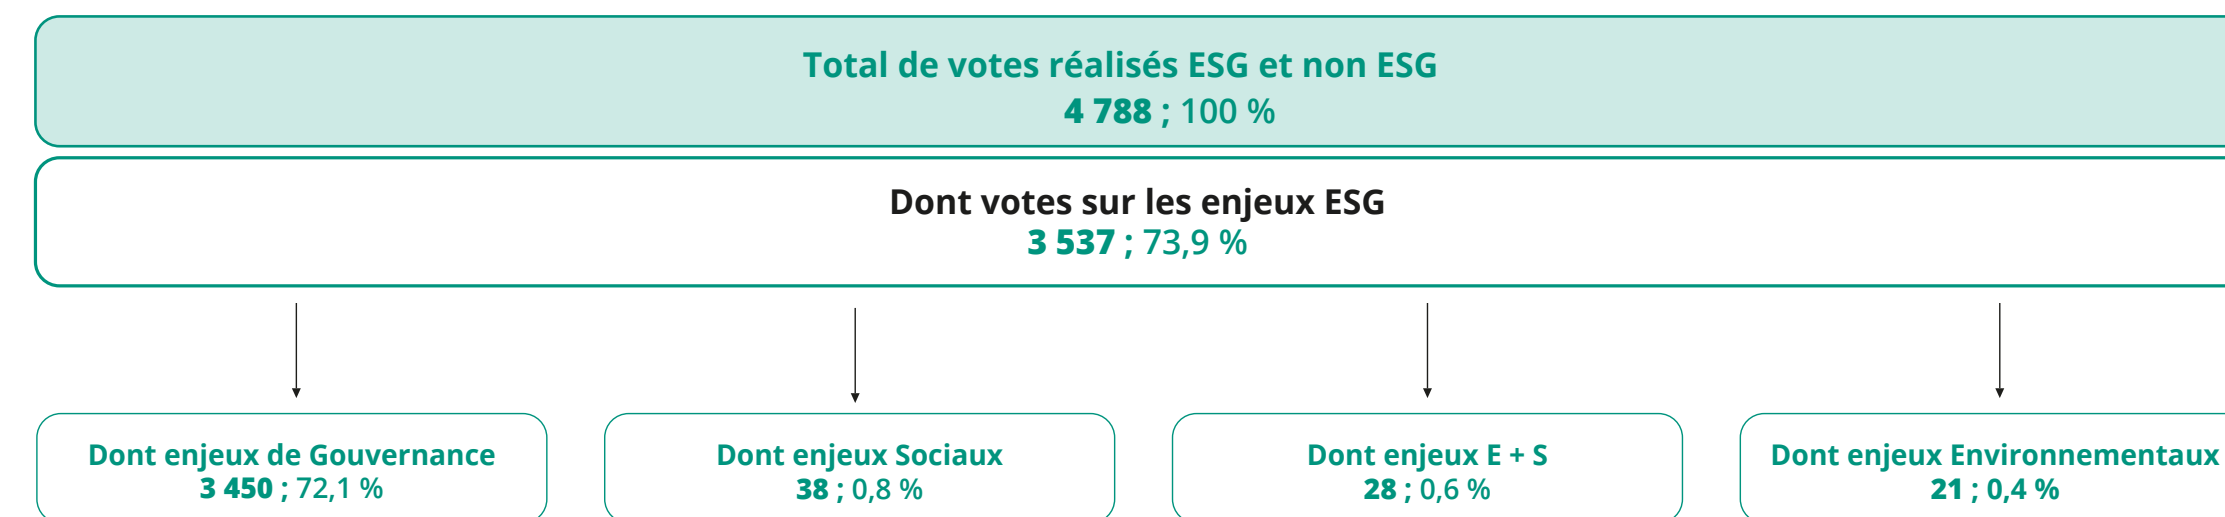 Total de votes réalisés ESG et non ESG
4 788 ; 100 %
Dont votes sur les enjeux ESG
3 537 ; 73,9 %
Dont enjeux de Gouvernance
3 450 ; 72,1 %
Dont enjeux Sociaux
38 ; 0,8 %
Dont enjeux E + S
28 ; 0,6 %
Dont enjeux Environnementaux
21 ; 0,4 %